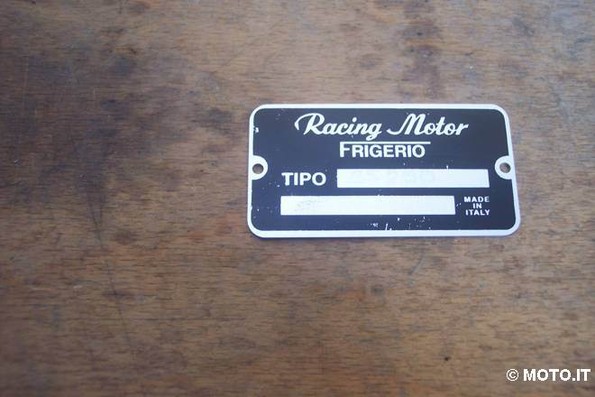 Racing Motor
FRIGERIO
TIPO
MADE
IN
ITALY
© MOTO.IT